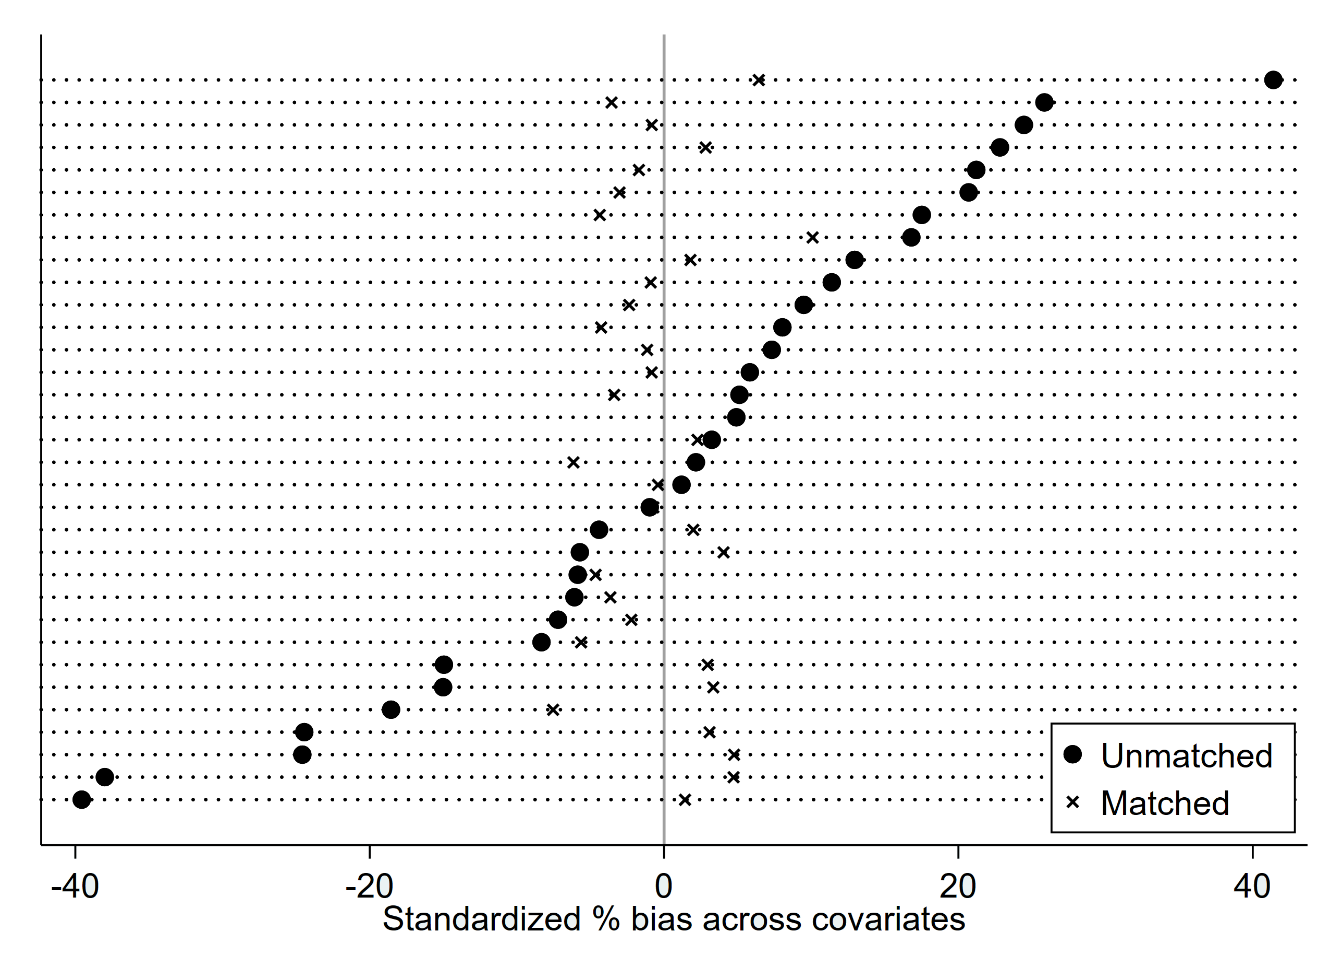 Unmatched
Matched
-40 -20 0 20 40
Standardized % bias across covariates